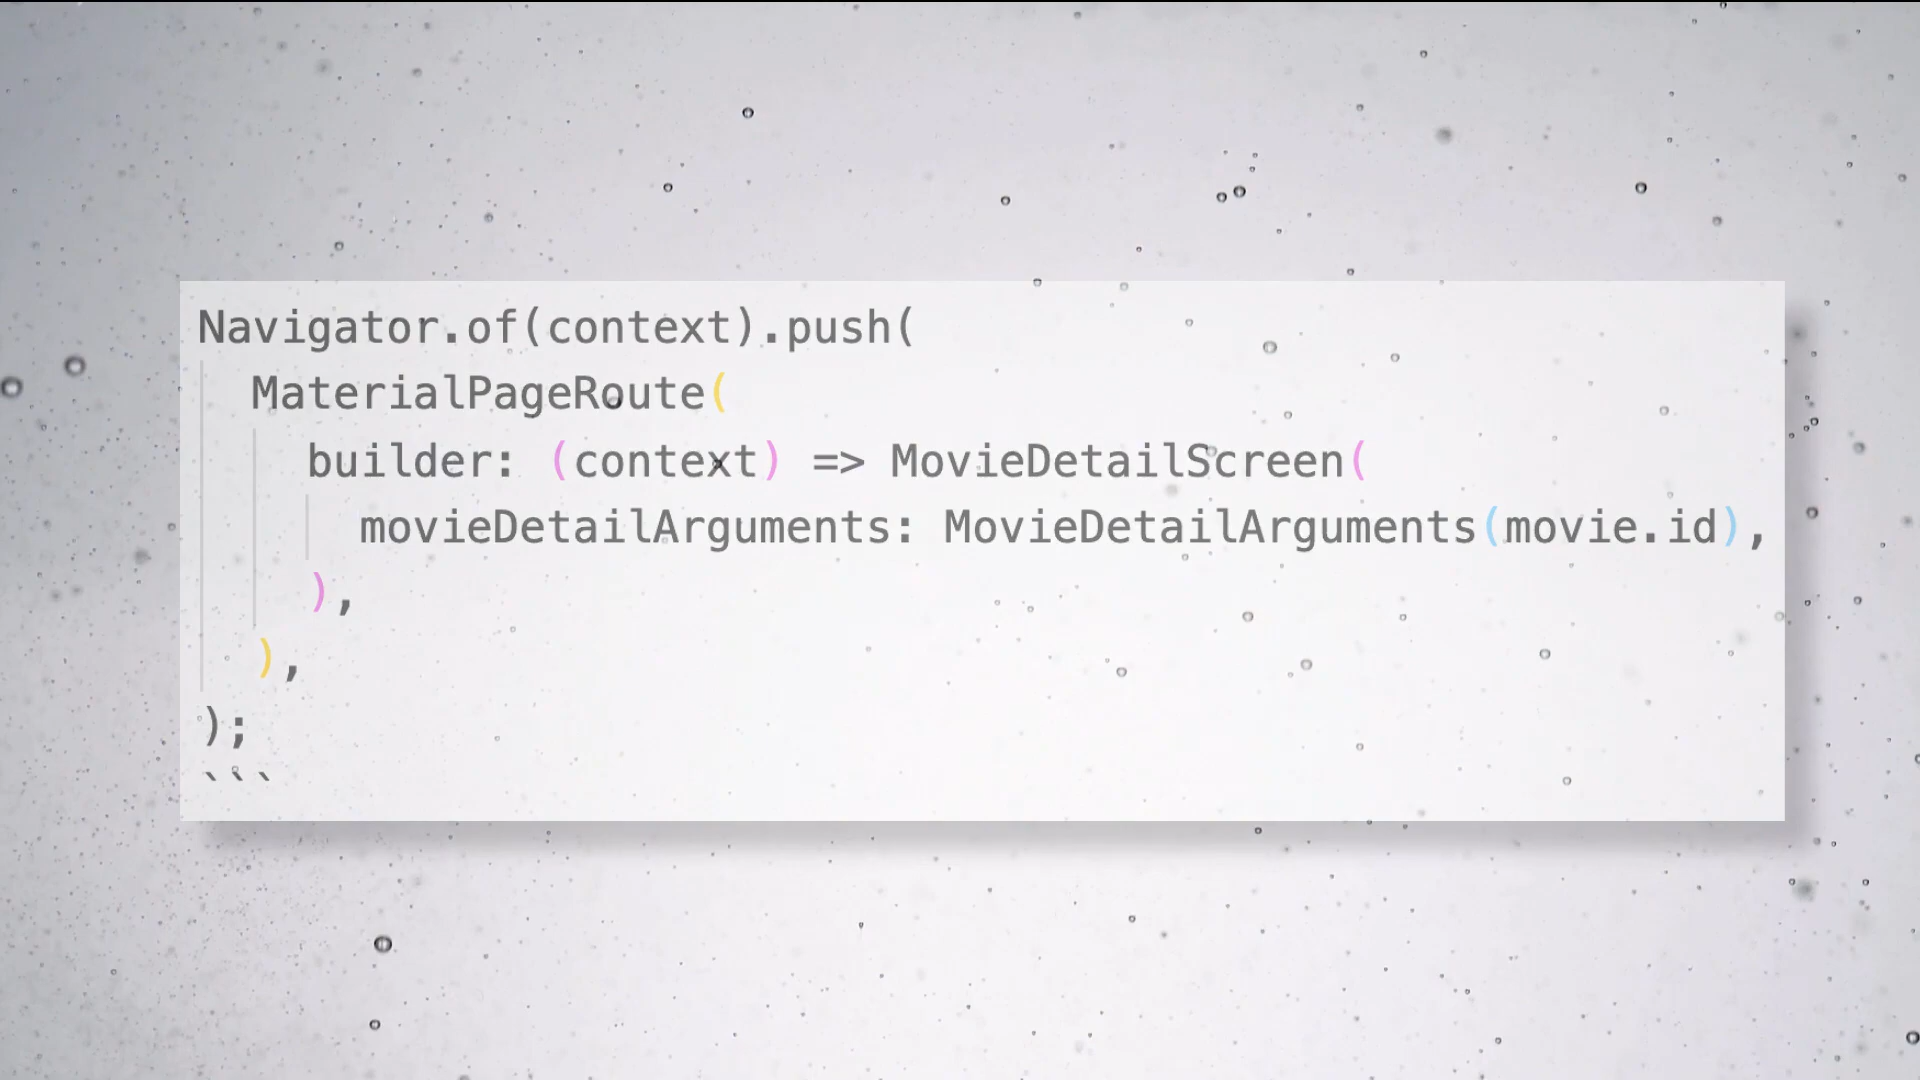 Navigator.of(context).push(
MaterialPageRoute(
builder: (context) => MovieDetailScreen(
movieDetailArguments: MovieDetailArguments(movie.id),
),
),
);
```